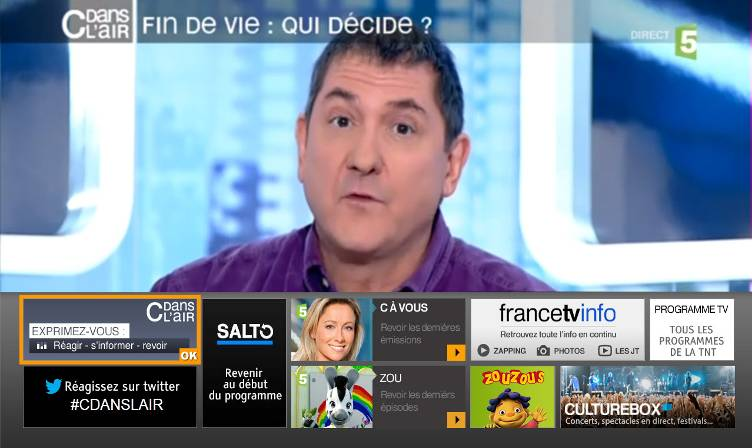 C DANS L'AIR
FIN DE VIE : QUI DÉCIDE ?
DIRECT 5
C DANS L'AIR
EXPRIMEZ-VOUS :
Réagir - s'informer - revoir
OK
Réagissez sur twitter
#CDANSLAIR
SALTO
Revenir
au début
du programme
5
C À VOUS
Revoir les dernières
émissions
5
ZOU
Revoir les derniers
épisodes
francetvinfo
Retrouvez toute l'info en continu
ZAPPING PHOTOS LES JT
ZOUZOUS
PROGRAMME TV
TOUS LES
PROGRAMMES
DE LA TNT
CULTUREBOX
Concerts, spectacles en direct, festivals...